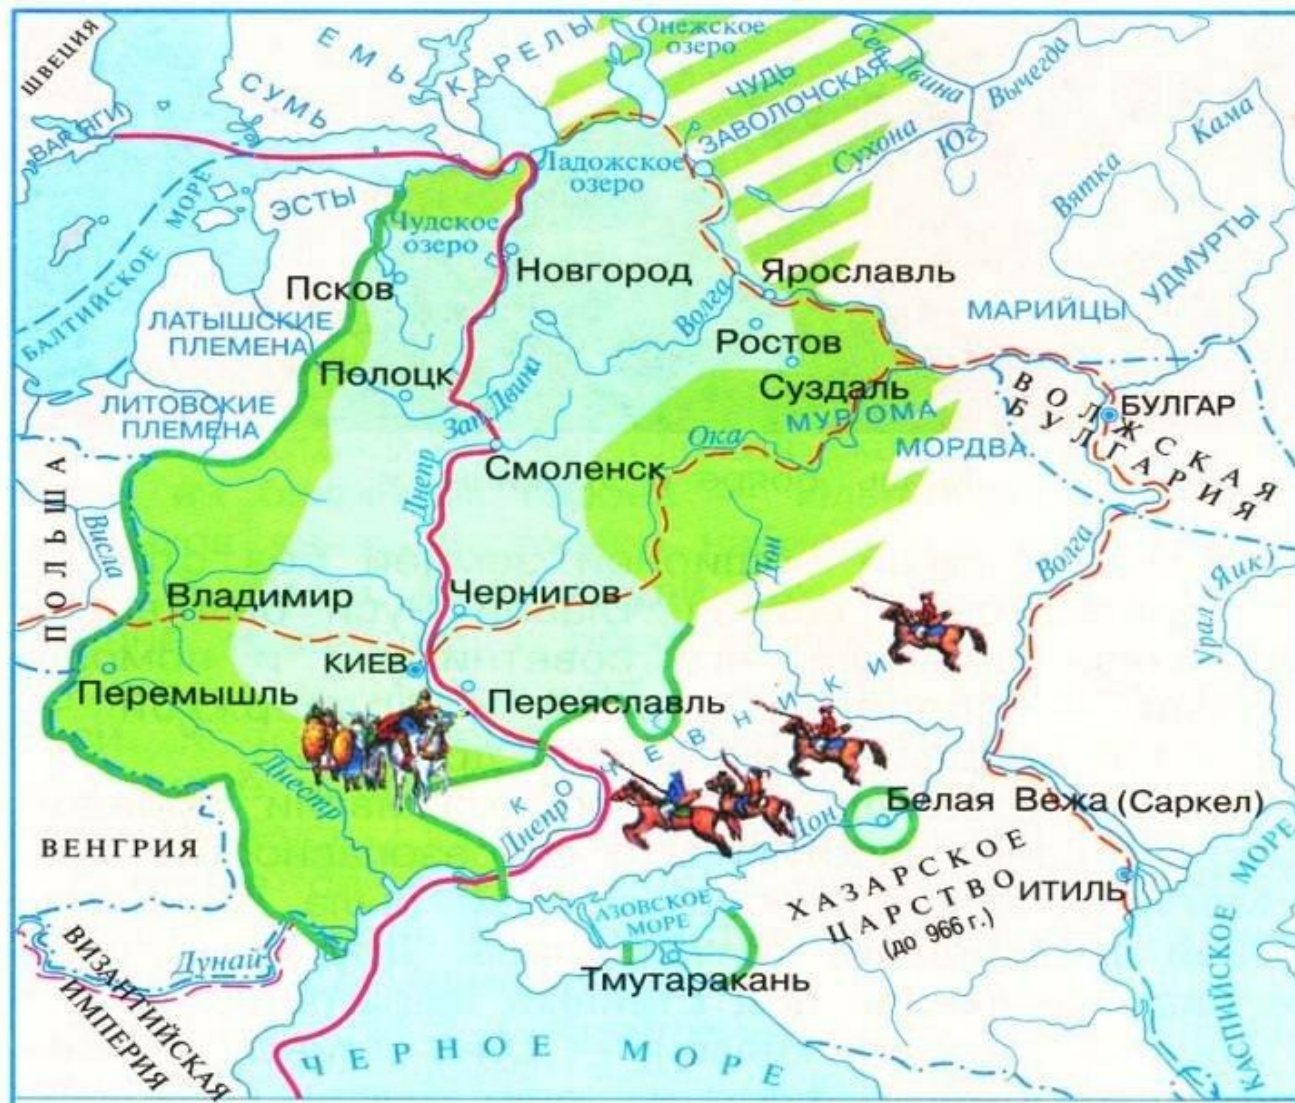 ШВЕЦИЯ
ВАРЯГИ
ЕМЬ
СУМЬ
КАРЕЛЫ
Онежское
озеро
ЧУДЬ
ЗАВОЛОЧСКАЯ
Сев. Двина
Вычегда
Сухона
Юг
Кама
Вятка
УДМУРТЫ
Ладожское
озеро
ЭСТЫ
Чудское
озеро
БАЛТИЙСКОЕ МОРЕ
Псков
Новгород
Ярославль
Волга
МАРИЙЦЫ
ЛАТЫШСКИЕ
ПЛЕМЕНА
Ростов
Полоцк
Суздаль
ЛИТОВСКИЕ
ПЛЕМЕНА
Зап. Двина
МУРОМА
МОРДВА
Ока
БУЛГАР
ВОЛЖСКАЯ
БУЛГАРИЯ
Смоленск
Днепр
ПОЛЬША
Висла
Дон
Волга
Урал (Яик)
Владимир
Чернигов
КИЕВ
Перемышль
Переяславль
КОЧЕВНИКИ
Днестр
Днепр
Дон
Белая Вежа (Саркел)
ВЕНГРИЯ
ХАЗАРСКОЕ
ЦАРСТВО
(до 966 г.)
ИТИЛЬ
АЗОВСКОЕ
МОРЕ
Тмутаракань
Дунай
ВИЗАНТИЙСКАЯ
ИМПЕРИЯ
ЧЕРНОЕ МОРЕ
КАСПИЙСКОЕ МОРЕ